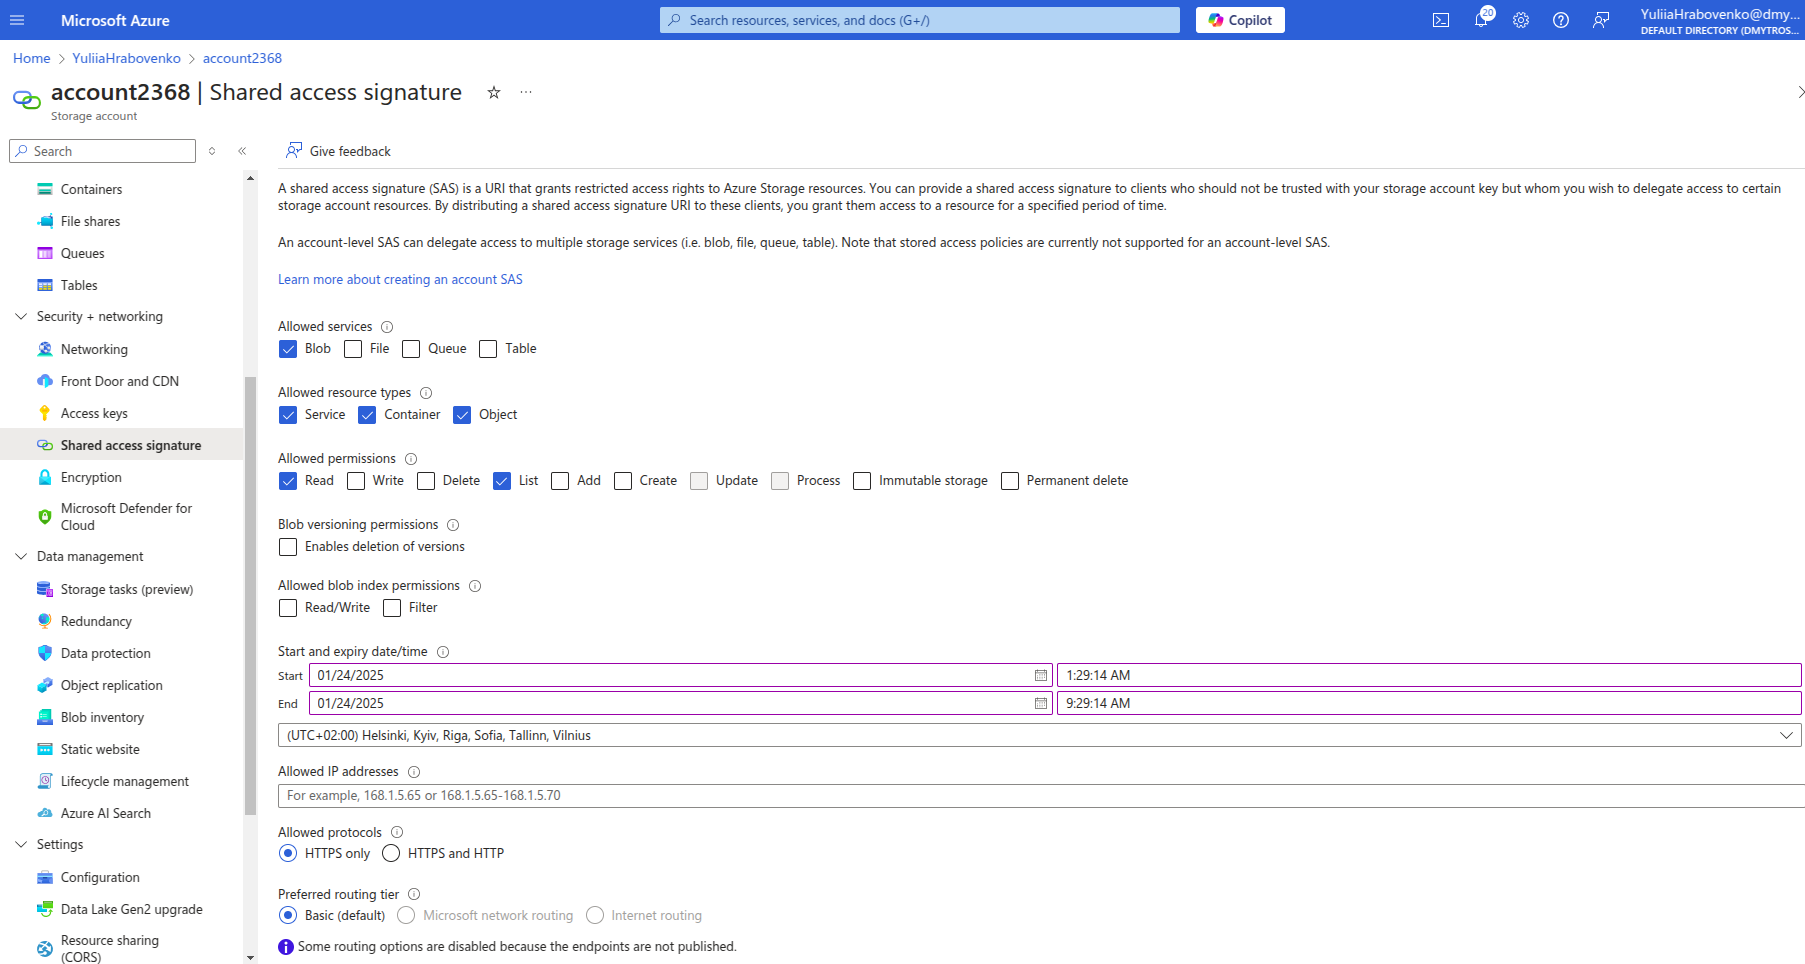 Microsoft Azure
Search resources, services, and docs (G+/)
Copilot
20
YuliiaHrabovenko@dmy...
DEFAULT DIRECTORY (DMYTROS...
Home > YuliiaHrabovenko > account2368
account2368 | Shared access signature
Storage account
Search
Give feedback
Containers
File shares
Queues
Tables
Security + networking
Networking
Front Door and CDN
Access keys
Shared access signature
Encryption
Microsoft Defender for
Cloud
Data management
Storage tasks (preview)
Redundancy
Data protection
Object replication
Blob inventory
Static website
Lifecycle management
Azure AI Search
Settings
Configuration
Data Lake Gen2 upgrade
Resource sharing
(CORS)
A shared access signature (SAS) is a URI that grants restricted access rights to Azure Storage resources. You can provide a shared access signature to clients who should not be trusted with your storage account key but whom you wish to delegate access to certain
storage account resources. By distributing a shared access signature URI to these clients, you grant them access to a resource for a specified period of time.
An account-level SAS can delegate access to multiple storage services (i.e. blob, file, queue, table). Note that stored access policies are currently not supported for an account-level SAS.
Learn more about creating an account SAS
Allowed services
Blob File Queue Table
Allowed resource types
Service Container Object
Allowed permissions
Read Write Delete List Add Create Update Process Immutable storage Permanent delete
Blob versioning permissions
Enables deletion of versions
Allowed blob index permissions
Read/Write Filter
Start and expiry date/time
Start 01/24/2025 1:29:14 AM
End 01/24/2025 9:29:14 AM
(UTC+02:00) Helsinki, Kyiv, Riga, Sofia, Tallinn, Vilnius
Allowed IP addresses
For example, 168.1.5.65 or 168.1.5.65-168.1.5.70
Allowed protocols
HTTPS only HTTPS and HTTP
Preferred routing tier
Basic (default) Microsoft network routing Internet routing
Some routing options are disabled because the endpoints are not published.